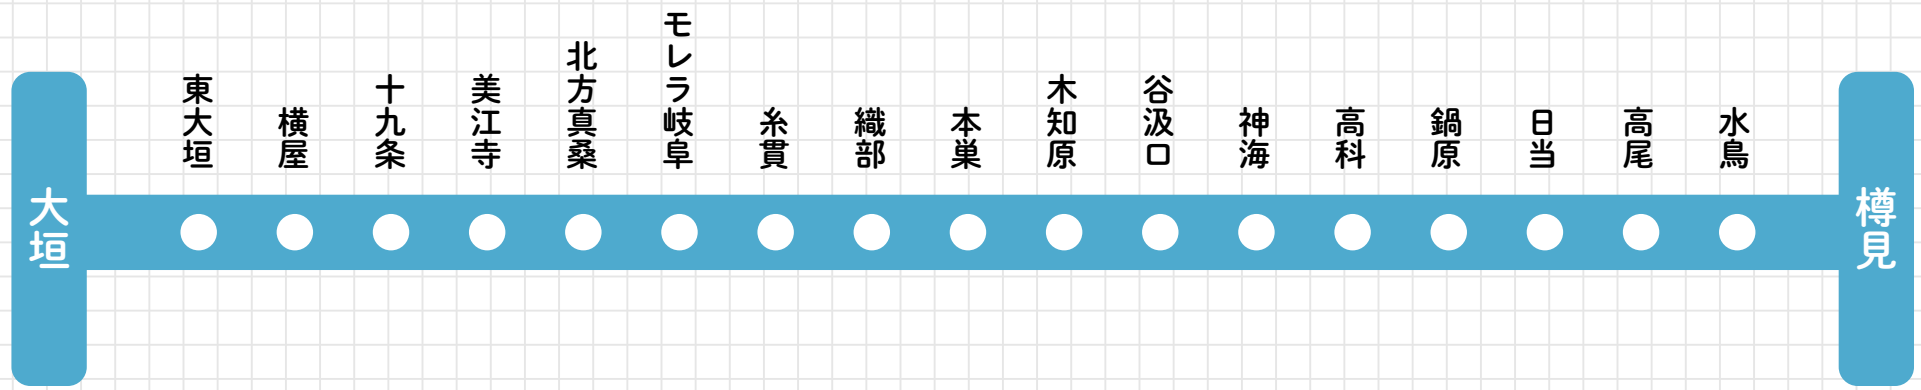 大垣
東大垣
横屋
十九条
美江寺
北方真桑
モレラ岐阜
糸貫
織部
本巣
木知原
谷汲口
神海
高科
鍋原
日当
高尾
水鳥
樽見